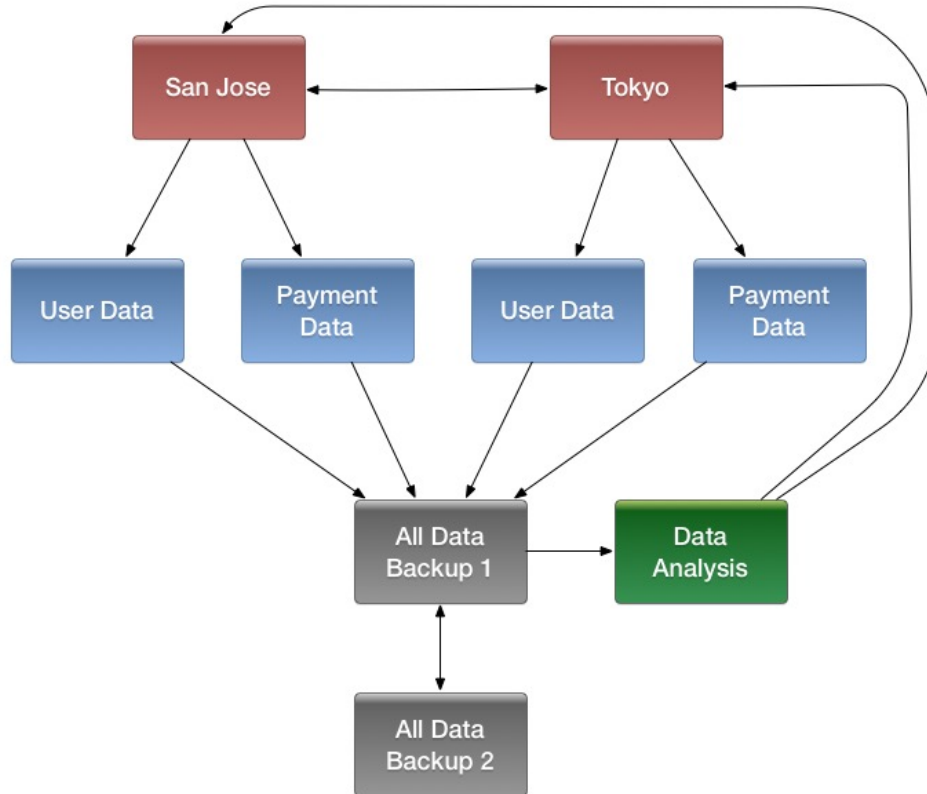 San Jose
Tokyo
User Data
Payment
Data
User Data
Payment
Data
All Data
Backup 1
Data
Analysis
All Data
Backup 2